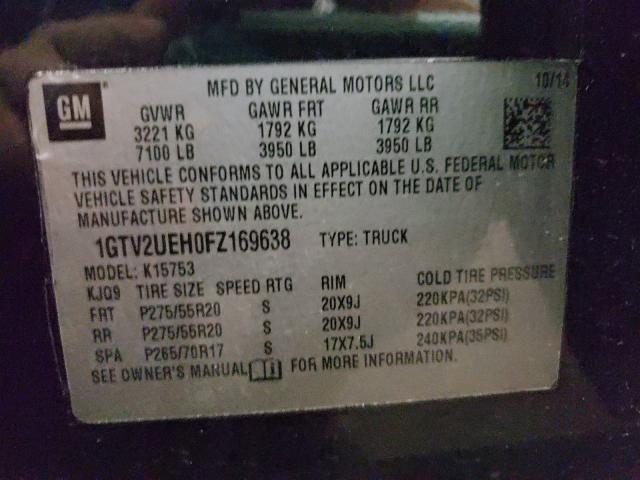 MFD BY GENERAL MOTORS LLC 10/14
GM
GVWR GAWR FRT GAWR RR
3221 KG 1792 KG 1792 KG
7100 LB 3950 LB 3950 LB
THIS VEHICLE CONFORMS TO ALL APPLICABLE U.S. FEDERAL MOTOR
VEHICLE SAFETY STANDARDS IN EFFECT ON THE DATE OF
MANUFACTURE SHOWN ABOVE.
1GTV2UEH0FZ169638 TYPE: TRUCK
MODEL: K15753
KJQ9 TIRE SIZE SPEED RTG RIM COLD TIRE PRESSURE
FRT P275/55R20 S 20X9J 220KPA(32PSI)
RR P275/55R20 S 20X9J 220KPA(32PSI)
SPA P265/70R17 S 17X7.5J 240KPA(35PSI)
SEE OWNER'S MANUAL FOR MORE INFORMATION.